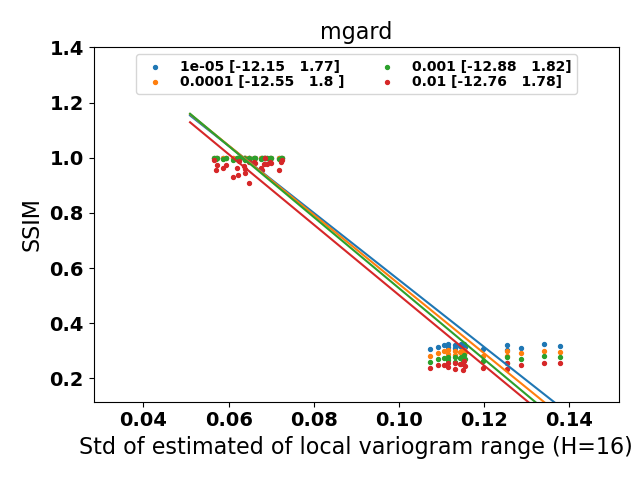 mgard
1e-05 [-12.15 1.77]
0.0001 [-12.55 1.8 ]
0.001 [-12.88 1.82]
0.01 [-12.76 1.78]
SSIM
1.4
1.2
1.0
0.8
0.6
0.4
0.2
0.04 0.06 0.08 0.10 0.12 0.14
Std of estimated of local variogram range (H=16)